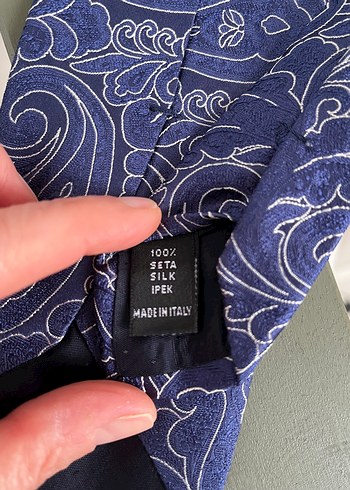 100%
SETA
SILK
IPEK
MADE IN ITALY